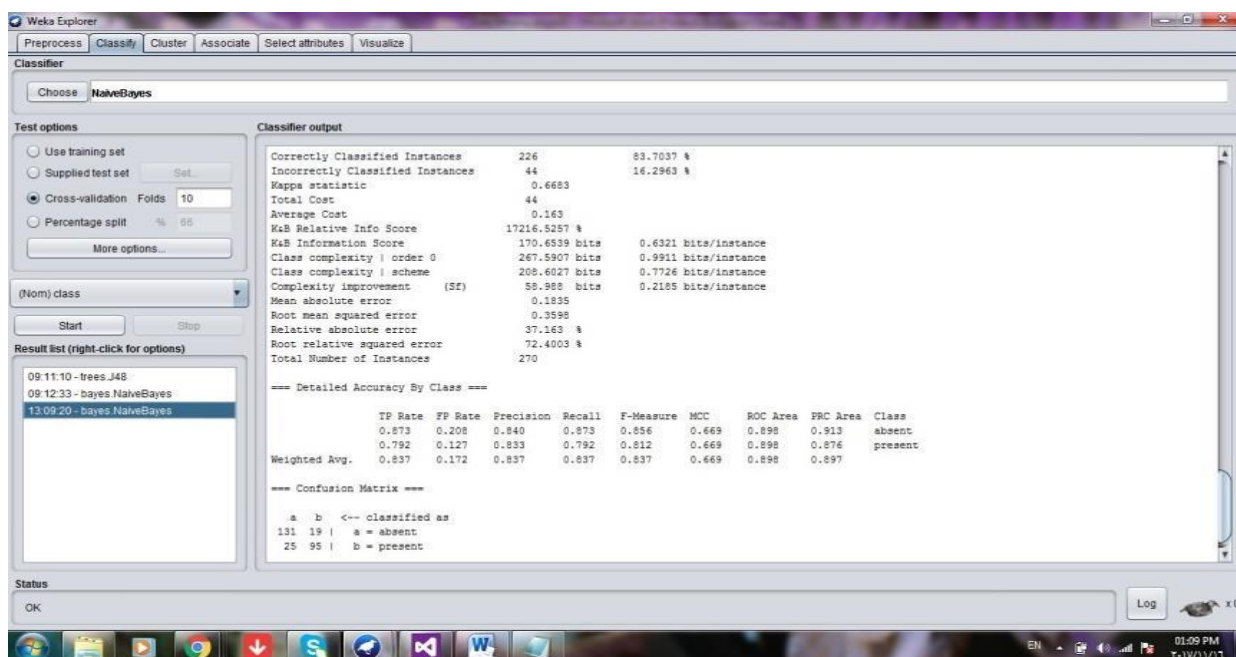 Weka Explorer
Preprocess Classify Cluster Associate Select attributes Visualize
Classifier
Choose NaiveBayes
Test options
Use training set
Supplied test set Set...
Cross-validation Folds 10
Percentage split % 66
More options...
(Nom) class
Start Stop
Result list (right-click for options)
09:11:10 - trees.J48
09:12:33 - bayes.NaiveBayes
13:09:20 - bayes.NaiveBayes
Classifier output
Correctly Classified Instances 226 83.7037 %
Incorrectly Classified Instances 44 16.2963 %
Kappa statistic 0.6683
Total Cost 44
Average Cost 0.163
K&B Relative Info Score 17216.5257 %
K&B Information Score 170.6539 bits 0.6321 bits/instance
Class complexity | order 0 267.5907 bits 0.9911 bits/instance
Class complexity | scheme 208.6027 bits 0.7726 bits/instance
Complexity improvement (Sf) 58.988 bits 0.2185 bits/instance
Mean absolute error 0.1835
Root mean squared error 0.3598
Relative absolute error 37.163 %
Root relative squared error 72.4003 %
Total Number of Instances 270
=== Detailed Accuracy By Class ===
TP Rate FP Rate Precision Recall F-Measure MCC ROC Area PRC Area Class
0.873 0.208 0.840 0.873 0.856 0.669 0.898 0.913 absent
0.792 0.127 0.833 0.792 0.812 0.669 0.898 0.876 present
Weighted Avg. 0.837 0.172 0.837 0.837 0.837 0.669 0.898 0.897
=== Confusion Matrix ===
a b <-- classified as
131 19 | a = absent
25 95 | b = present
Status
OK
Log
EN
01:09 PM